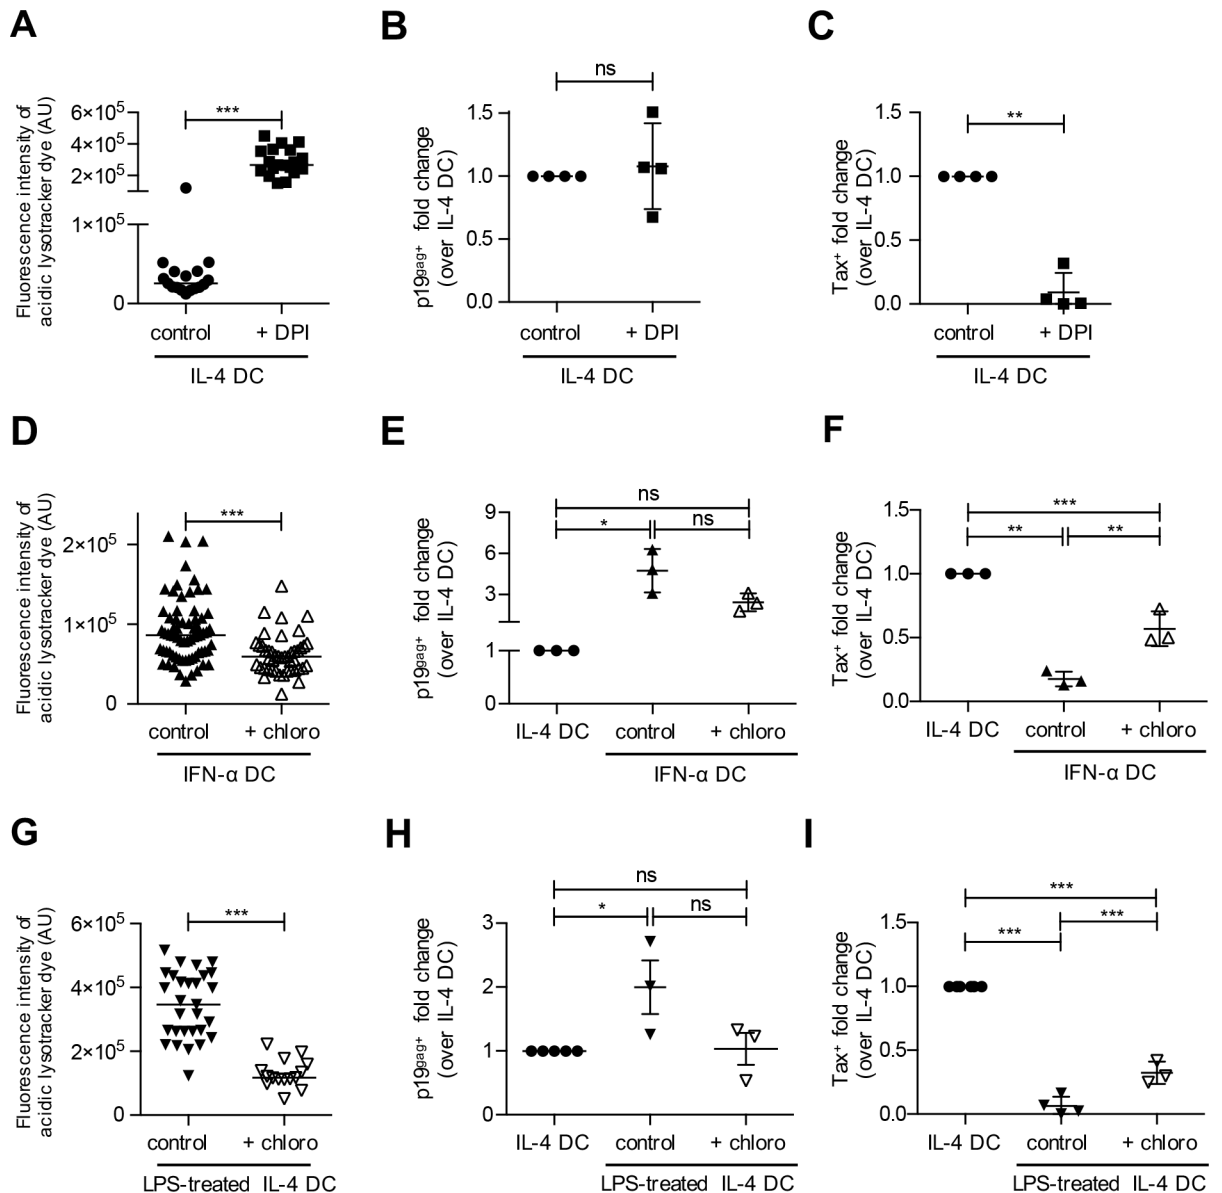 A
Fluorescence intensity of
acidic lysotracker dye (AU)
6×10⁵
4×10⁵
2×10⁵
1×10⁵
0
***
control
+ DPI
IL-4 DC
B
p19ᵍᵃᵍ⁺ fold change
(over IL-4 DC)
1.5
1.0
0.5
0.0
ns
control
+ DPI
IL-4 DC
C
Tax⁺ fold change
(over IL-4 DC)
1.5
1.0
0.5
0.0
**
control
+ DPI
IL-4 DC
D
Fluorescence intensity of
acidic lysotracker dye (AU)
2×10⁵
1×10⁵
0
***
control
+ chloro
IFN-α DC
E
p19ᵍᵃᵍ⁺ fold change
(over IL-4 DC)
9
6
3
1
0
ns
*
ns
IL-4 DC
control
+ chloro
IFN-α DC
F
Tax⁺ fold change
(over IL-4 DC)
1.5
1.0
0.5
0.0
***
**
**
IL-4 DC
control
+ chloro
IFN-α DC
G
Fluorescence intensity of
acidic lysotracker dye (AU)
6×10⁵
4×10⁵
2×10⁵
0
***
control
+ chloro
LPS-treated IL-4 DC
H
p19ᵍᵃᵍ⁺ fold change
(over IL-4 DC)
3
2
1
0
ns
*
ns
IL-4 DC
control
+ chloro
LPS-treated IL-4 DC
I
Tax⁺ fold change
(over IL-4 DC)
1.5
1.0
0.5
0.0
***
***
***
IL-4 DC
control
+ chloro
LPS-treated IL-4 DC